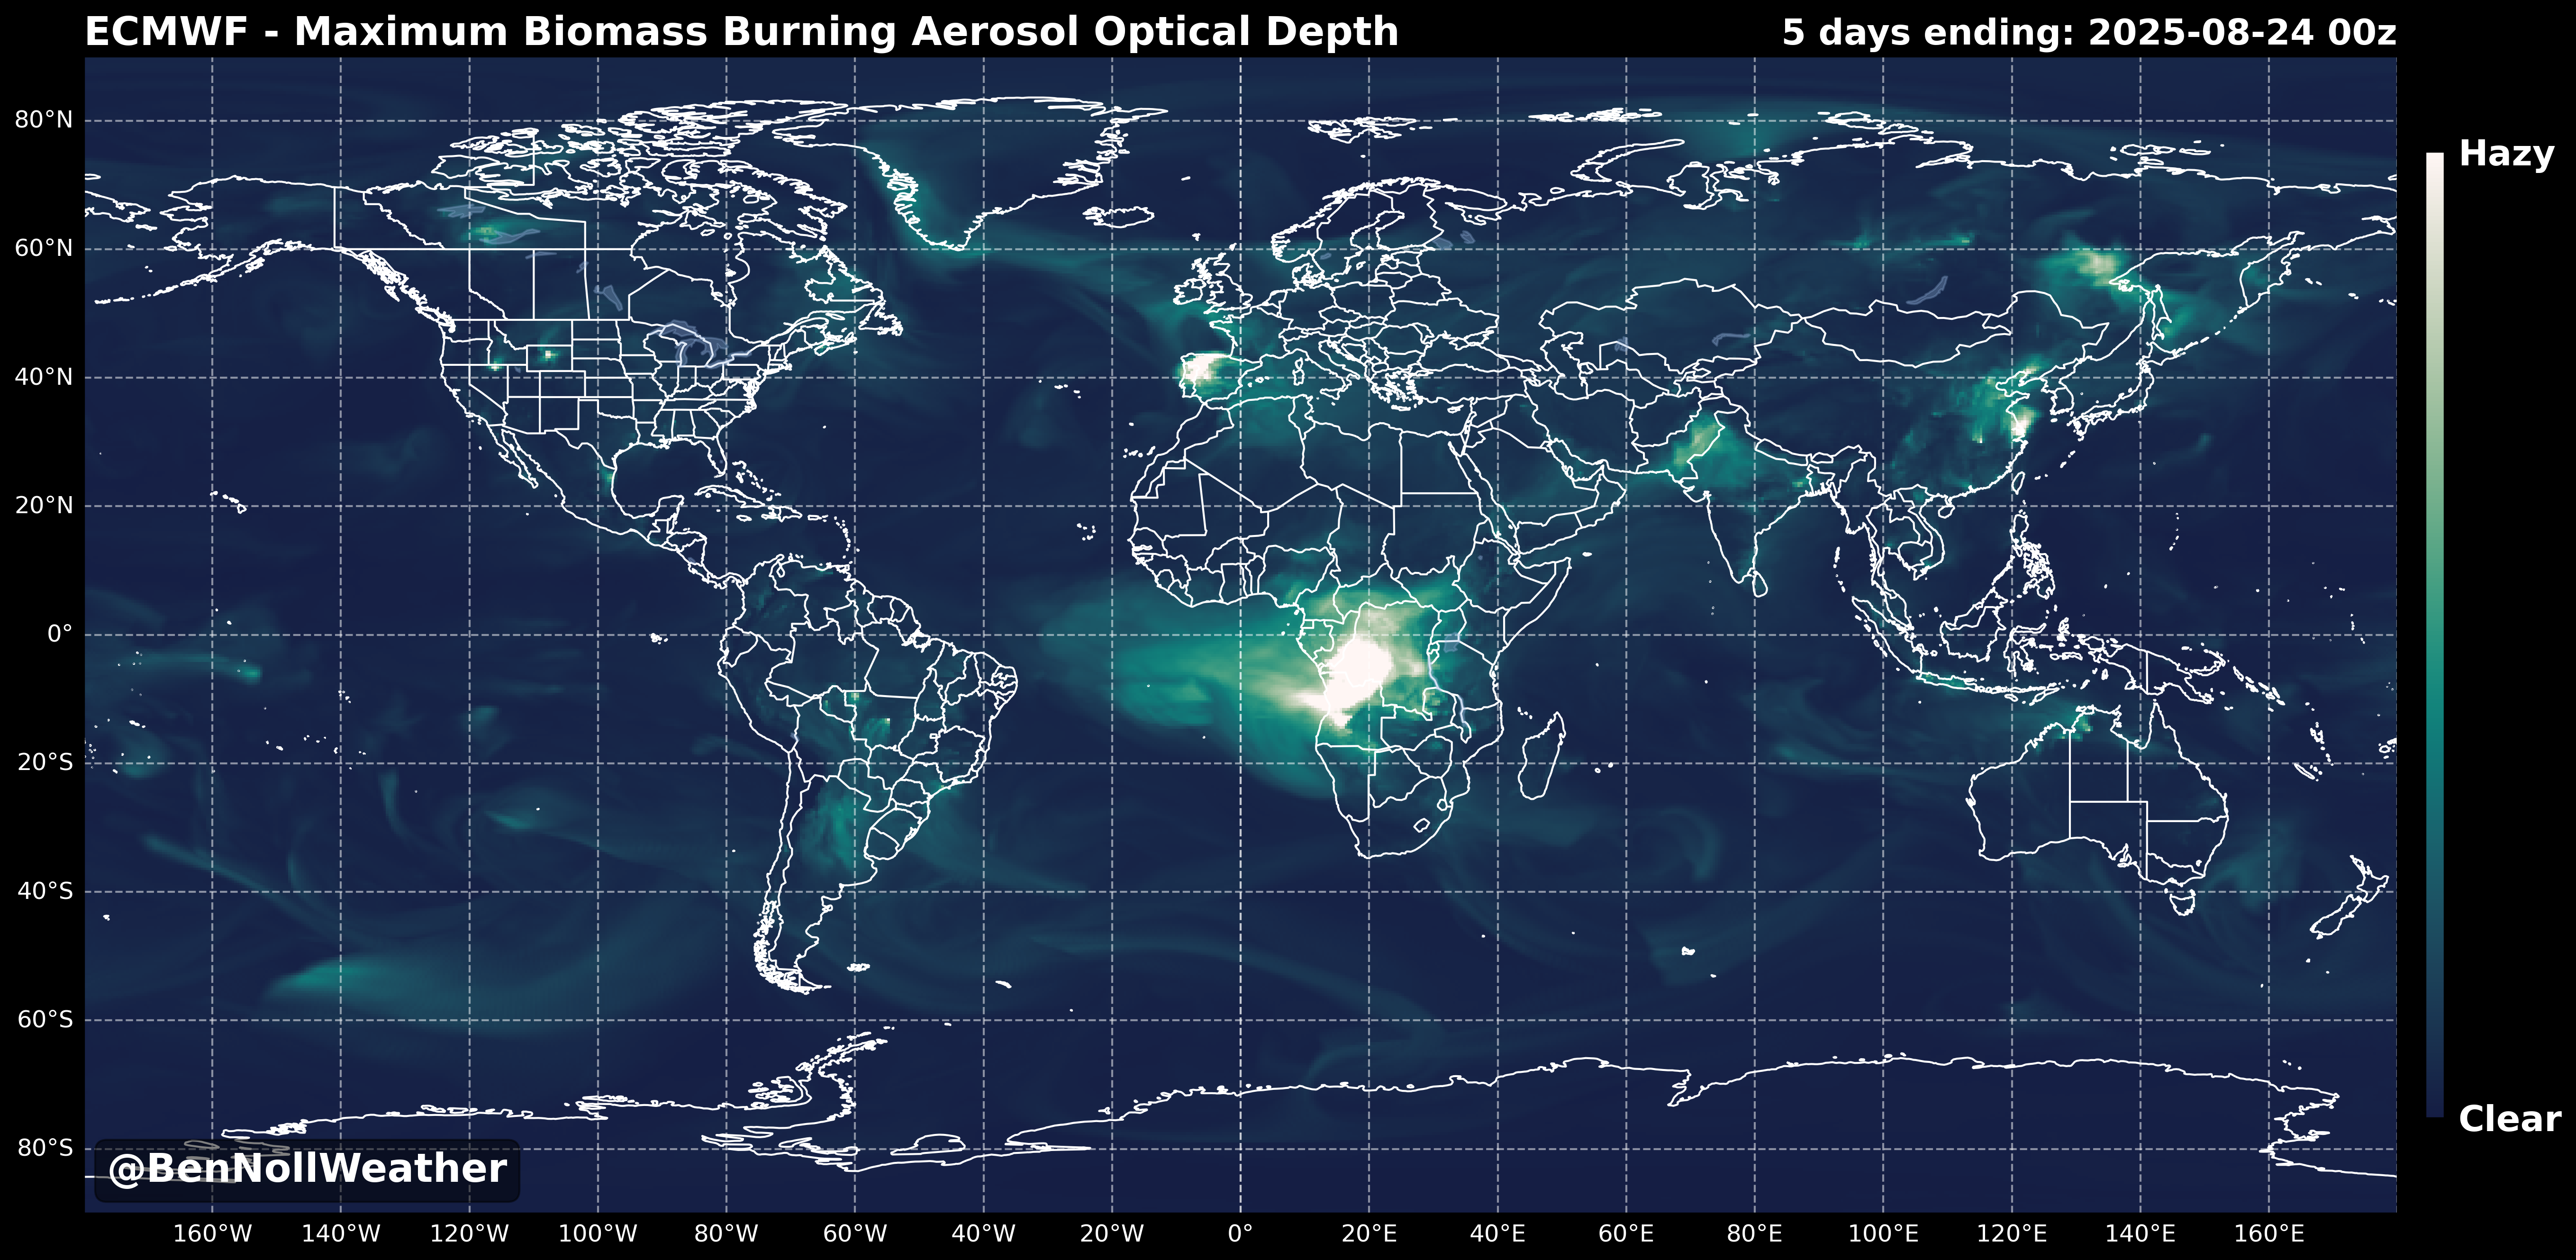 ECMWF - Maximum Biomass Burning Aerosol Optical Depth
5 days ending: 2025-08-24 00z
80°N
60°N
40°N
20°N
0°
20°S
40°S
60°S
80°S
Hazy
Clear
@BenNollWeather
160°W 140°W 120°W 100°W 80°W 60°W 40°W 20°W 0° 20°E 40°E 60°E 80°E 100°E 120°E 140°E 160°E